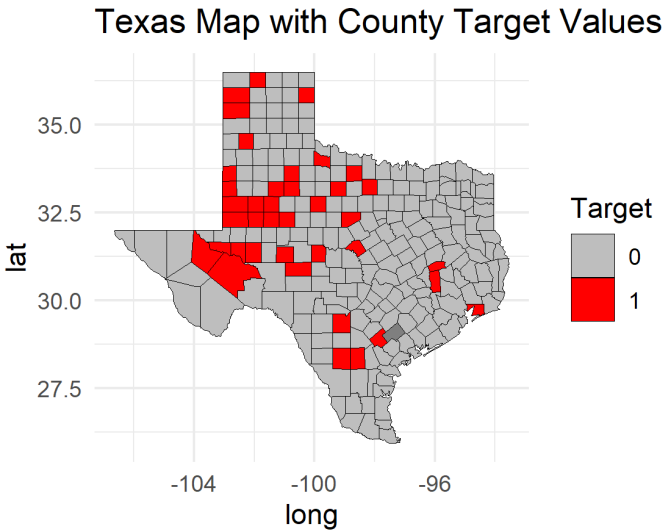 Texas Map with County Target Values
lat
35.0
32.5
30.0
27.5
-104
-100
-96
long
Target
0
1